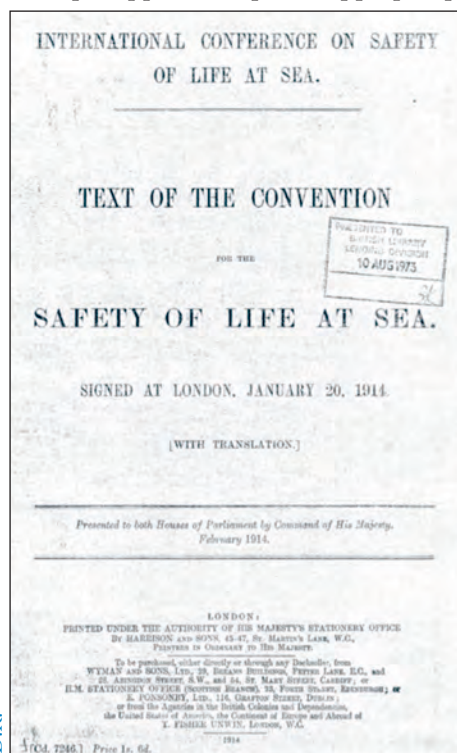 INTERNATIONAL CONFERENCE ON SAFETY
OF LIFE AT SEA.
TEXT OF THE CONVENTION
FOR THE
PRESENTED TO
BRITISH LIBRARY
LENDING DIVISION
10 AUG 1973
SAFETY OF LIFE AT SEA.
SIGNED AT LONDON, JANUARY 20, 1914.
[WITH TRANSLATION.]
Presented to both Houses of Parliament by Command of His Majesty.
February 1914.
LONDON:
PRINTED UNDER THE AUTHORITY OF HIS MAJESTY'S STATIONERY OFFICE
BY HARRISON AND SONS, 45-47, ST. MARTIN'S LANE, W.C.,
PRINTERS IN ORDINARY TO HIS MAJESTY.
To be purchased, either directly or through any Bookseller, from
WYMAN AND SONS, LTD., 29, BREAMS BUILDINGS, FETTER LANE, E.C., and
54, ST. MARY STREET, CARDIFF; or
H.M. STATIONERY OFFICE (SCOTTISH BRANCH), 23, FORTH STREET, EDINBURGH; or
E. PONSONBY, LTD., 116, GRAFTON STREET, DUBLIN;
or from the Agencies in the British Colonies and Dependencies,
the United States of America, the Continent of Europe and Abroad of
T. FISHER UNWIN, LONDON, W.C.
1914.
[Cd. 7246.] Price 1s. 6d.